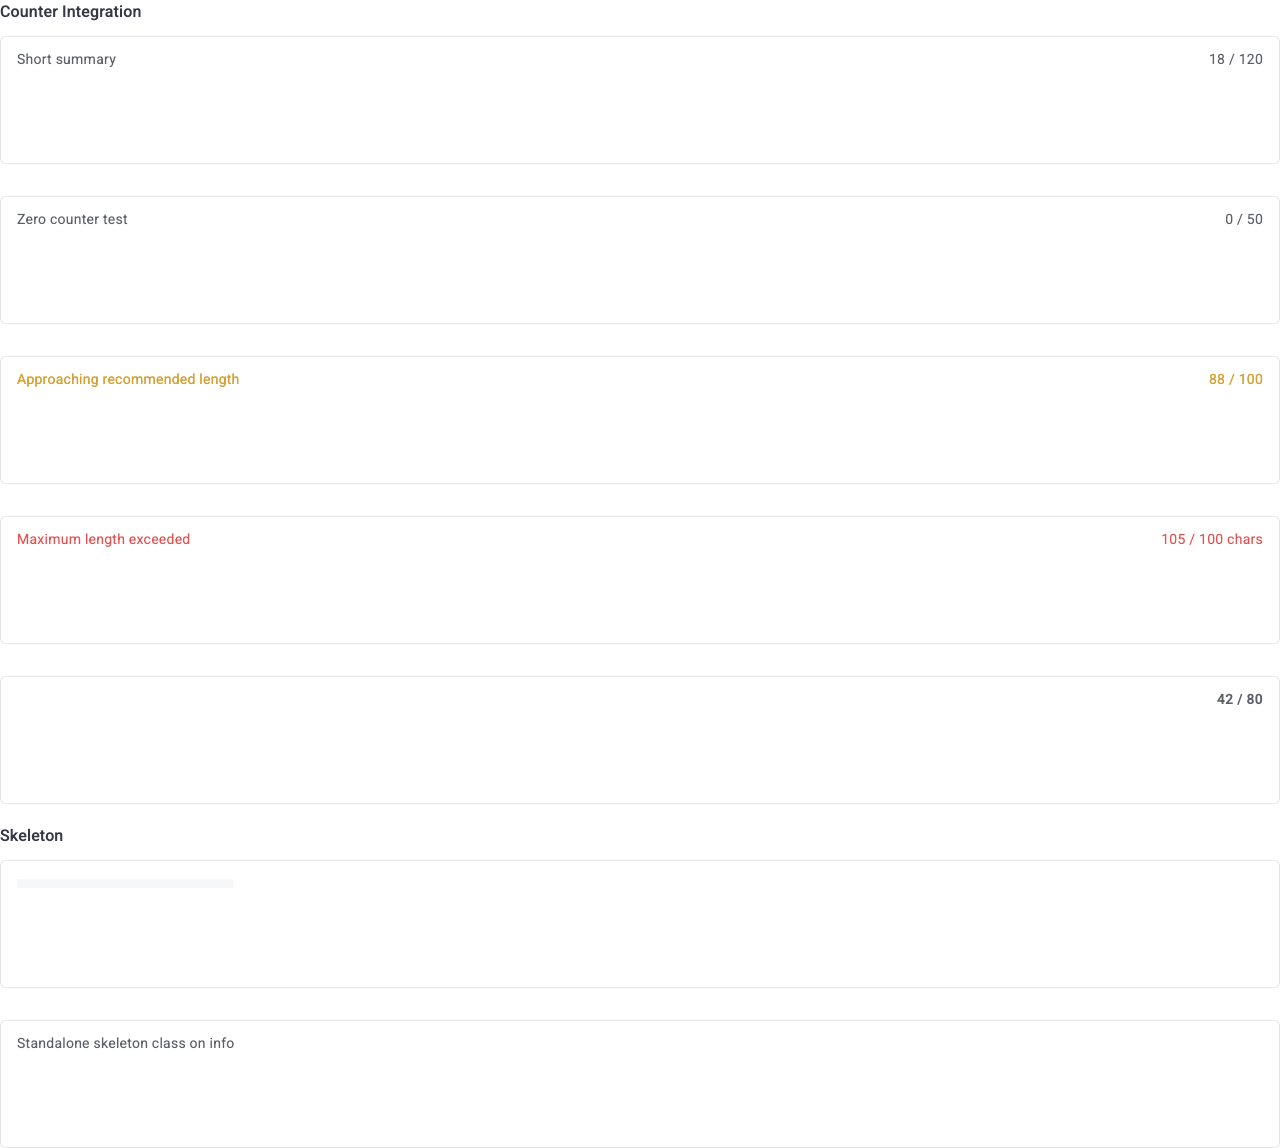 Counter Integration
Short summary 18 / 120
Zero counter test 0 / 50
Approaching recommended length 88 / 100
Maximum length exceeded 105 / 100 chars
42 / 80
Skeleton
Standalone skeleton class on info